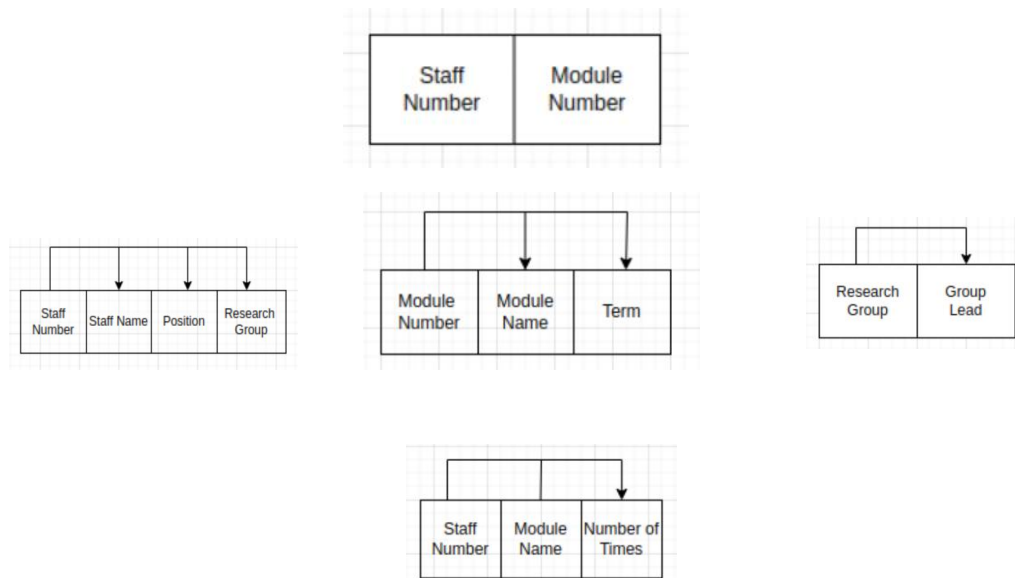 Staff
Number
Module
Number
Staff
Number
Staff Name
Position
Research
Group
Module
Number
Module
Name
Term
Research
Group
Group
Lead
Staff
Number
Module
Name
Number of
Times